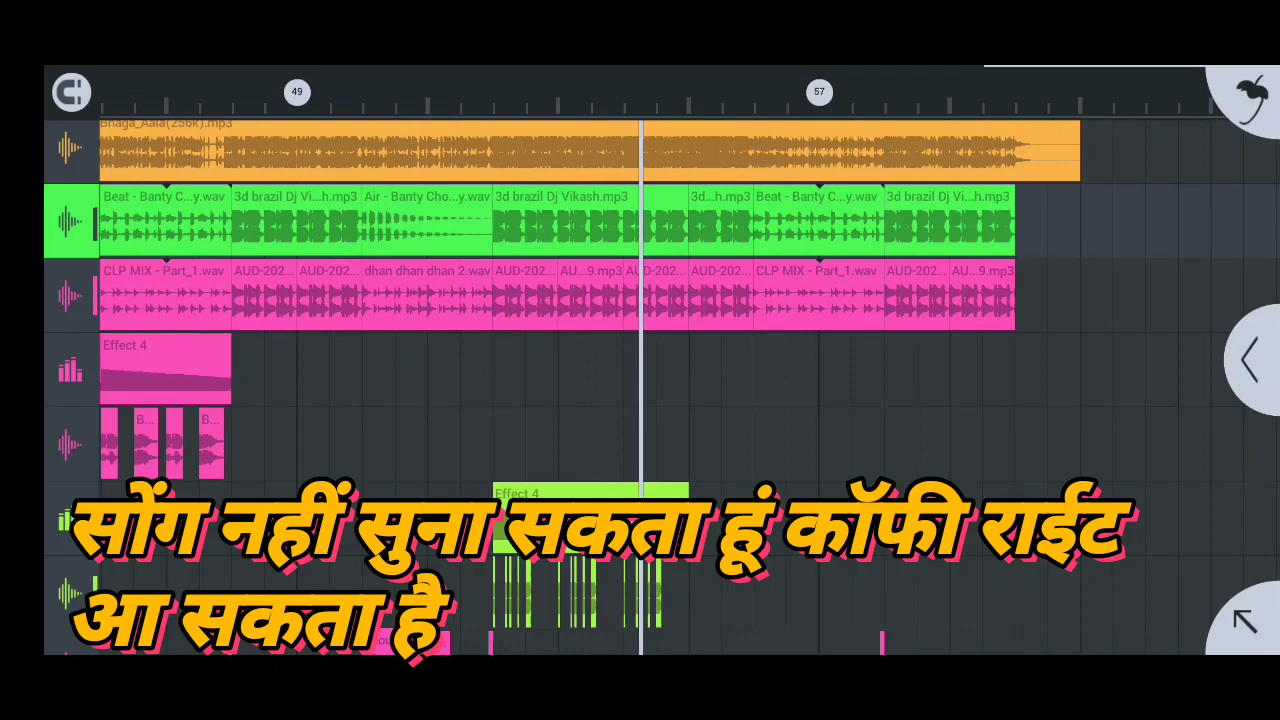 49 57
Bhaga_Aala(256k).mp3
Beat - Banty C...y.wav 3d brazil Dj Vi...h.mp3 Air - Banty Cho...y.wav 3d brazil Dj Vikash.mp3 3d...h.mp3 Beat - Banty C...y.wav 3d brazil Dj Vi...h.mp3
CLP MIX - Part_1.wav AUD-202... AUD-202... dhan dhan dhan 2.wav AUD-202... AU...9.mp3 AUD-202... AUD-202... CLP MIX - Part_1.wav AUD-202... AU...9.mp3
Effect 4
B... B...
Effect 4
सोंग नहीं सुना सकता हूं कॉफी राईट
आ सकता है